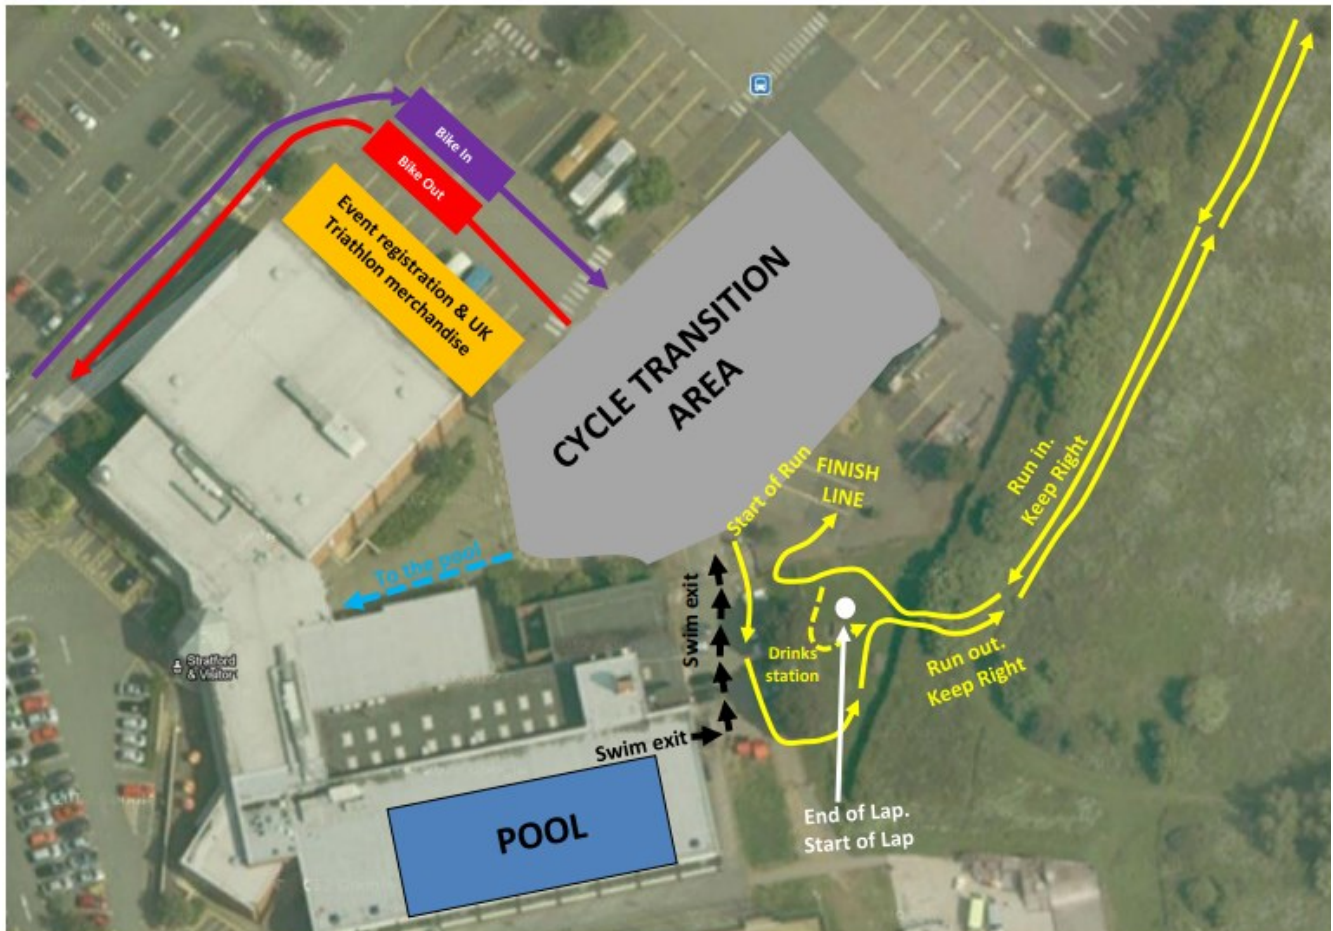 Bike In
Bike Out
Event registration & UK
Triathlon merchandise
CYCLE TRANSITION
AREA
Start of Run
FINISH
LINE
Run in.
Keep Right
To the pool
Swim exit
Drinks
station
Run out.
Keep Right
Stratford
& Visitor
Swim exit
POOL
End of Lap.
Start of Lap